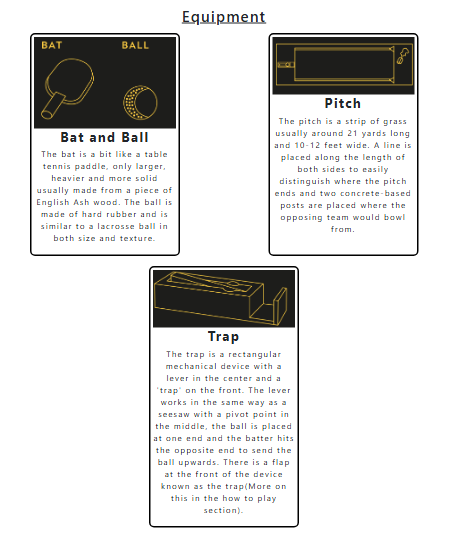 Equipment
BAT BALL
Bat and Ball
The bat is a bit like a table
tennis paddle, only larger,
heavier and more solid
usually made from a piece of
English Ash wood. The ball is
made of hard rubber and is
similar to a lacrosse ball in
both size and texture.
Pitch
The pitch is a strip of grass
usually around 21 yards long
and 10-12 feet wide. A line is
placed along the length of
both sides to easily
distinguish where the pitch
ends and two concrete-based
posts are placed where the
opposing team would bowl
from.
Trap
The trap is a rectangular
mechanical device with a
lever in the center and a
'trap' on the front. The lever
works in the same way as a
seesaw with a pivot point in
the middle, the ball is placed
at one end and the batter hits
the opposite end to send the
ball upwards. There is a flap
at the front of the device
known as the trap(More on
this in the how to play
section).